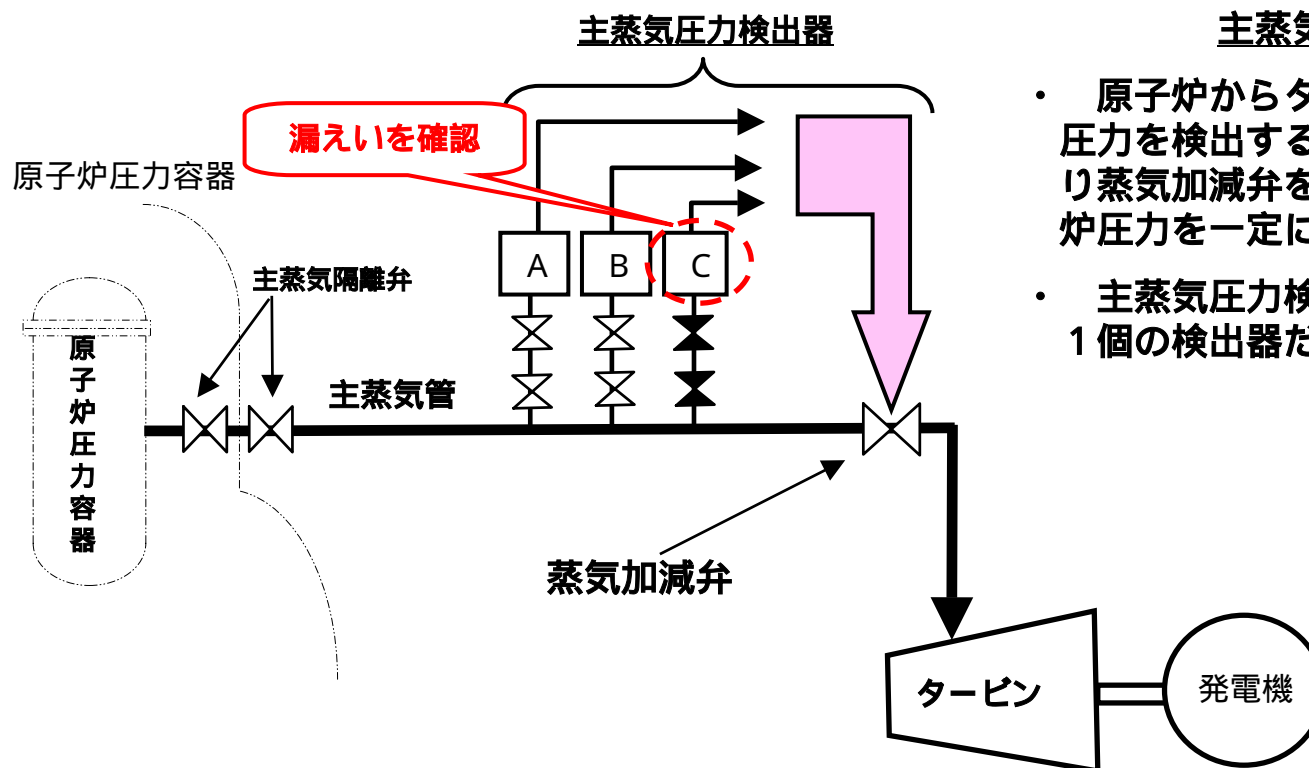 主蒸気圧力検出器
漏えいを確認
原子炉圧力容器
主蒸気隔離弁
A
B
C
原子炉圧力容器
主蒸気管
蒸気加減弁
タービン
発電機
主蒸気
・ 原子炉からタ
圧力を検出する
り蒸気加減弁を
炉圧力を一定に
・ 主蒸気圧力検
１個の検出器だ